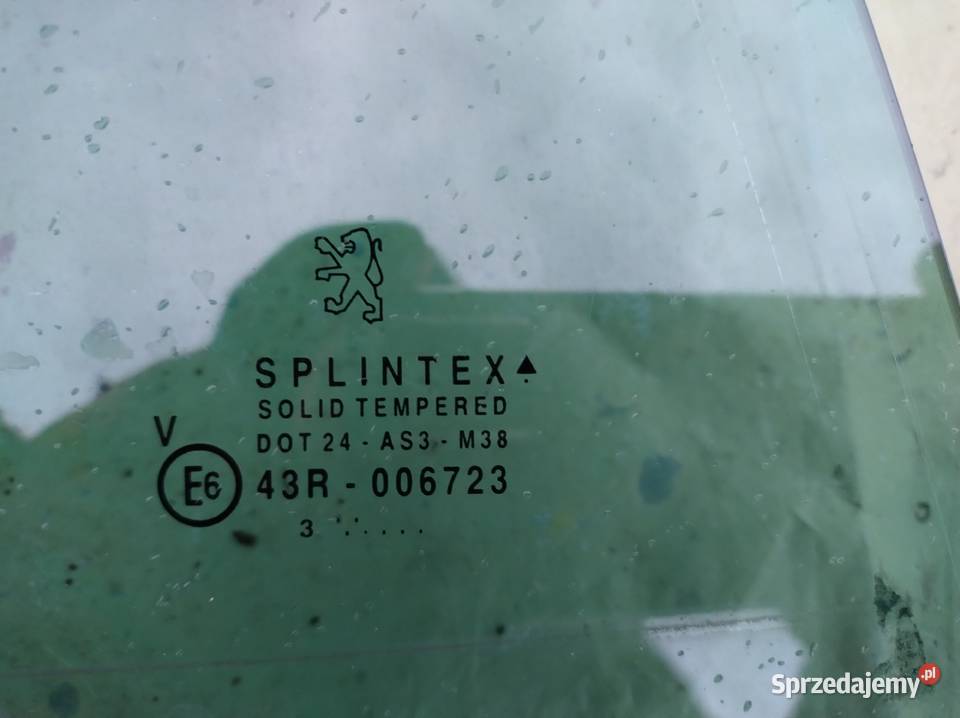 SPLINTEX
SOLID TEMPERED
DOT 24 - AS3 - M38
V
E6 43R - 006723
3 .......
Sprzedajemy.pl